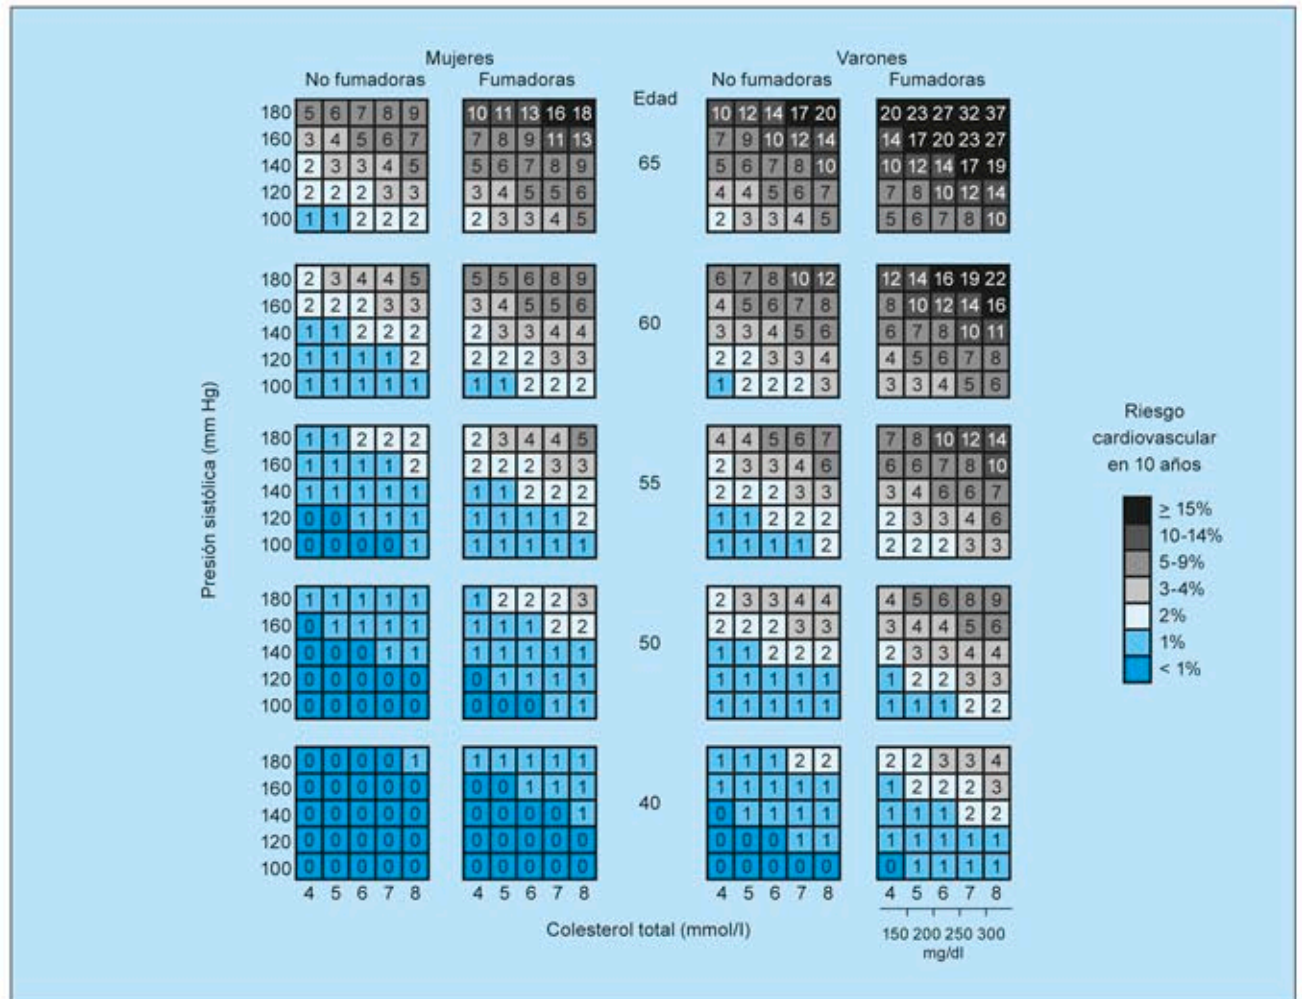 Mujeres Varones
No fumadoras Fumadoras No fumadoras Fumadoras
Edad
180 5 6 7 8 9 10 11 13 16 18 10 12 14 17 20 20 23 27 32 37
160 3 4 5 6 7 7 8 9 11 13 7 9 10 12 14 14 17 20 23 27
65
140 2 3 3 4 5 5 6 7 8 9 5 6 7 8 10 10 12 14 17 19
120 2 2 2 3 3 3 4 5 5 6 4 4 5 6 7 7 8 10 12 14
100 1 1 2 2 2 2 3 3 4 5 2 3 3 4 5 5 6 7 8 10
180 2 3 4 4 5 5 5 6 8 9 6 7 8 10 12 12 14 16 19 22
160 2 2 2 3 3 3 4 5 5 6 4 5 6 7 8 8 10 12 14 16
60
140 1 1 2 2 2 2 3 3 4 4 3 3 4 5 6 6 7 8 10 11
120 1 1 1 1 2 2 2 2 3 3 2 2 3 3 4 4 5 6 7 8
100 1 1 1 1 1 1 1 2 2 2 1 2 2 2 3 3 3 4 5 6
180 1 1 2 2 2 2 3 4 4 5 4 4 5 6 7 7 8 10 12 14
160 1 1 1 1 2 2 2 2 3 3 2 3 3 4 6 6 6 7 8 10
55
140 1 1 1 1 1 1 1 2 2 2 2 2 2 3 3 3 4 6 6 7
120 0 0 1 1 1 1 1 1 1 2 1 1 2 2 2 2 3 3 4 6
100 0 0 0 0 1 1 1 1 1 1 1 1 1 1 2 2 2 2 3 3
180 1 1 1 1 1 1 2 2 2 3 2 3 3 4 4 4 5 6 8 9
160 0 1 1 1 1 1 1 1 2 2 2 2 2 3 3 3 4 4 5 6
50
140 0 0 0 1 1 1 1 1 1 1 1 1 2 2 2 2 3 3 4 4
120 0 0 0 0 0 0 1 1 1 1 1 1 1 1 1 1 2 2 3 3
100 0 0 0 0 0 0 0 0 1 1 1 1 1 1 1 1 1 1 2 2
180 0 0 0 0 1 1 1 1 1 1 1 1 1 2 2 2 2 3 3 4
160 0 0 0 0 0 0 0 1 1 1 1 1 1 1 1 1 2 2 2 3
40
140 0 0 0 0 0 0 0 0 0 1 0 1 1 1 1 1 1 1 2 2
120 0 0 0 0 0 0 0 0 0 0 0 0 0 1 1 1 1 1 1 1
100 0 0 0 0 0 0 0 0 0 0 0 0 0 0 0 0 1 1 1 1
4 5 6 7 8 4 5 6 7 8 4 5 6 7 8 4 5 6 7 8
Colesterol total (mmol/l)
150 200 250 300
mg/dl
Presión sistólica (mm Hg)
Riesgo
cardiovascular
en 10 años
≥ 15%
10-14%
5-9%
3-4%
2%
1%
< 1%